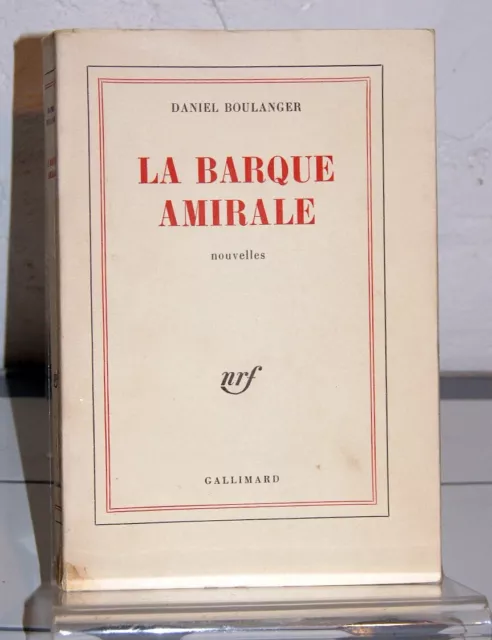 DANIEL BOULANGER
LA BARQUE
AMIRALE
nouvelles
nrf
GALLIMARD